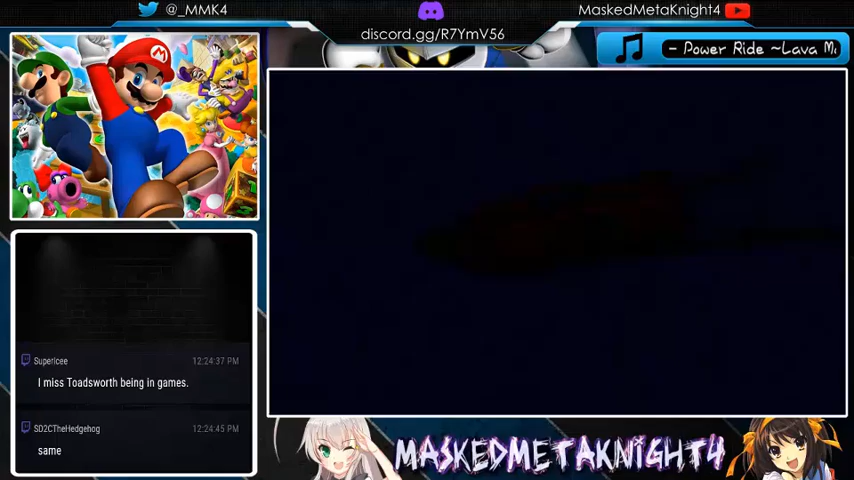 @_MMK4
discord.gg/R7YmV56
MaskedMetaKnight4
- Power Ride ~Lava M
Supericee 12:24:37 PM
I miss Toadsworth being in games.
SD2CTheHedgehog 12:24:45 PM
same
MASKEDMETAKNIGHT4